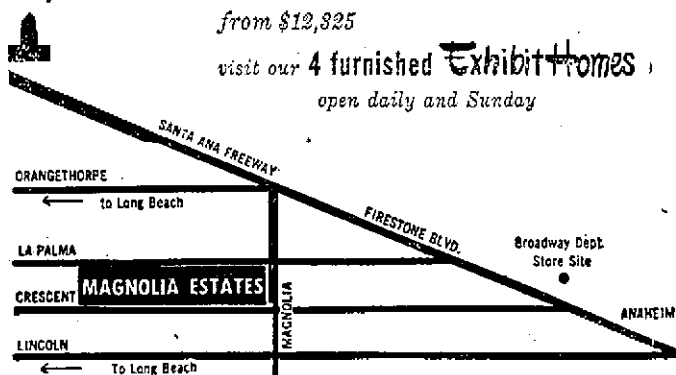 from $12,325
visit our 4 furnished Exhibit Homes
open daily and Sunday
SANTA ANA FREEWAY
ORANGETHORPE
to Long Beach
FIRESTONE BLVD.
LA PALMA
Broadway Dept.
Store Site
MAGNOLIA ESTATES
CRESCENT
MAGNOLIA
ANAHEIM
LINCOLN
To Long Beach